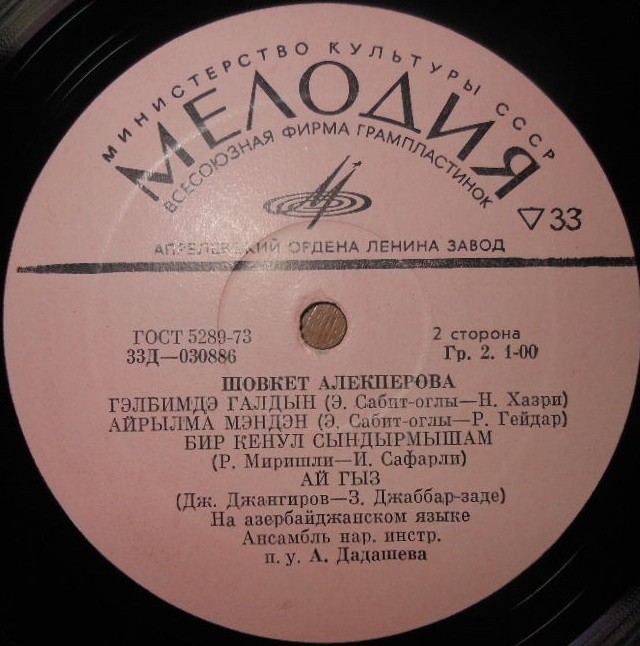 МИНИСТЕРСТВО КУЛЬТУРЫ СССР
МЕЛОДИЯ
ВСЕСОЮЗНАЯ ФИРМА ГРАМПЛАСТИНОК
33
АПРЕЛЕВСКИЙ ОРДЕНА ЛЕНИНА ЗАВОД
ГОСТ 5289-73
2 сторона
33Д—030886
Гр. 2. 1-00
ШОВКЕТ АЛЕКПЕРОВА
ГЭЛБИМДЭ ГАЛДЫН (Э. Сабит-оглы—Н. Хазри)
АЙРЫЛМА МЭНДЭН (Э. Сабит-оглы—Р. Гейдар)
БИР КЕНУЛ СЫНДЫРМЫШАМ
(Р. Миришли—И. Сафарли)
АЙ ГЫЗ
(Дж. Джангиров—З. Джаббар-заде)
На азербайджанском языке
Ансамбль нар. инстр.
п. у. А. Дадашева